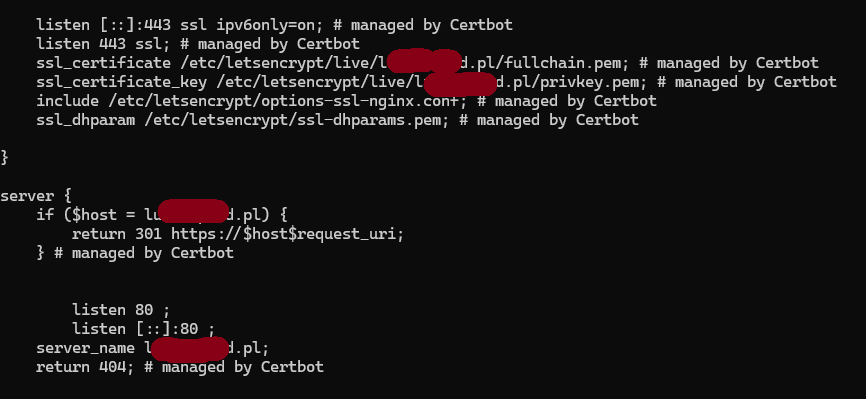 listen [::]:443 ssl ipv6only=on; # managed by Certbot
listen 443 ssl; # managed by Certbot
ssl_certificate /etc/letsencrypt/live/l d.pl/fullchain.pem; # managed by Certbot
ssl_certificate_key /etc/letsencrypt/live/l d.pl/privkey.pem; # managed by Certbot
include /etc/letsencrypt/options-ssl-nginx.conf; # managed by Certbot
ssl_dhparam /etc/letsencrypt/ssl-dhparams.pem; # managed by Certbot
}
server {
if ($host = lu d.pl) {
return 301 https://$host$request_uri;
} # managed by Certbot
listen 80 ;
listen [::]:80 ;
server_name l d.pl;
return 404; # managed by Certbot